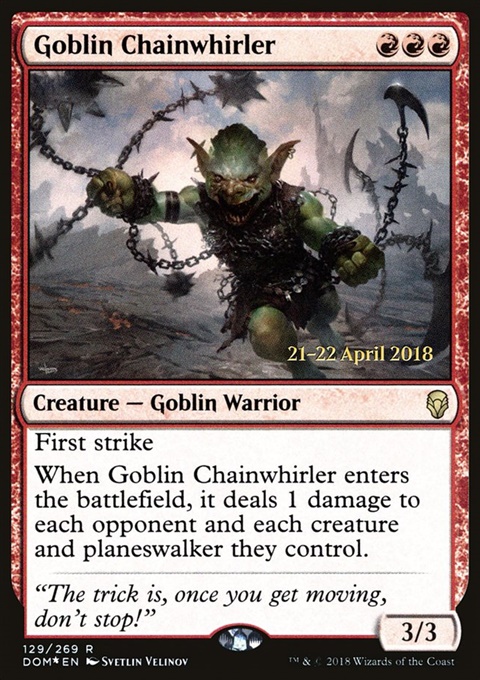 Goblin Chainwhirler
21-22 April 2018
Creature — Goblin Warrior
First strike
When Goblin Chainwhirler enters
the battlefield, it deals 1 damage to
each opponent and each creature
and planeswalker they control.
“The trick is, once you get moving,
don’t stop!”
3/3
129/269 R
DOM★EN SVETLIN VELINOV
™ & © 2018 Wizards of the Coast